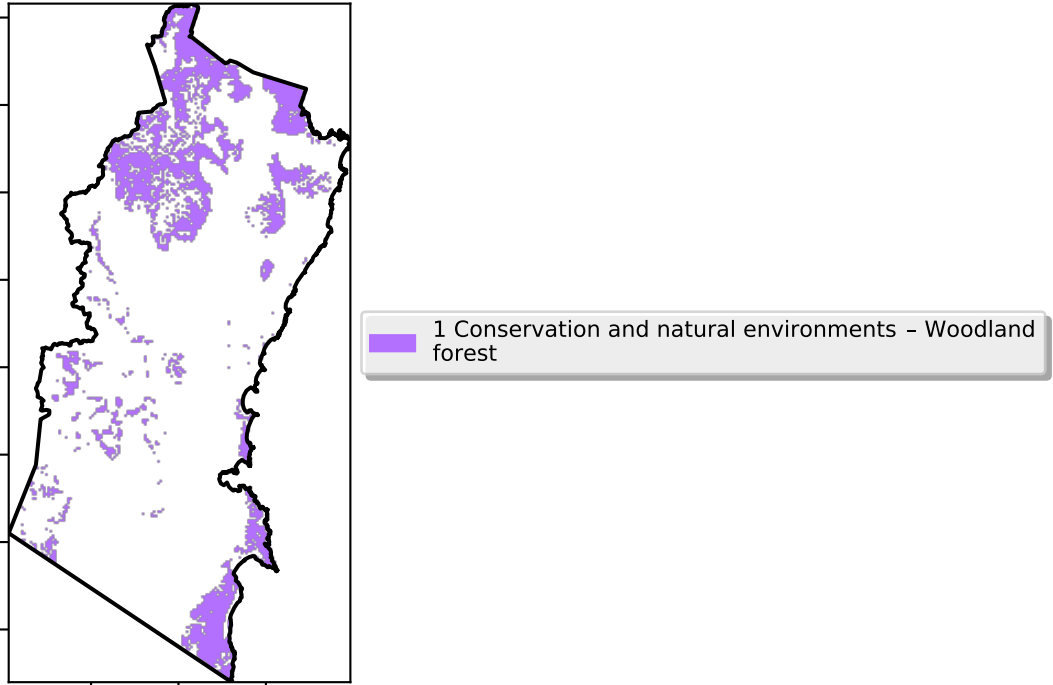 1 Conservation and natural environments – Woodland
forest